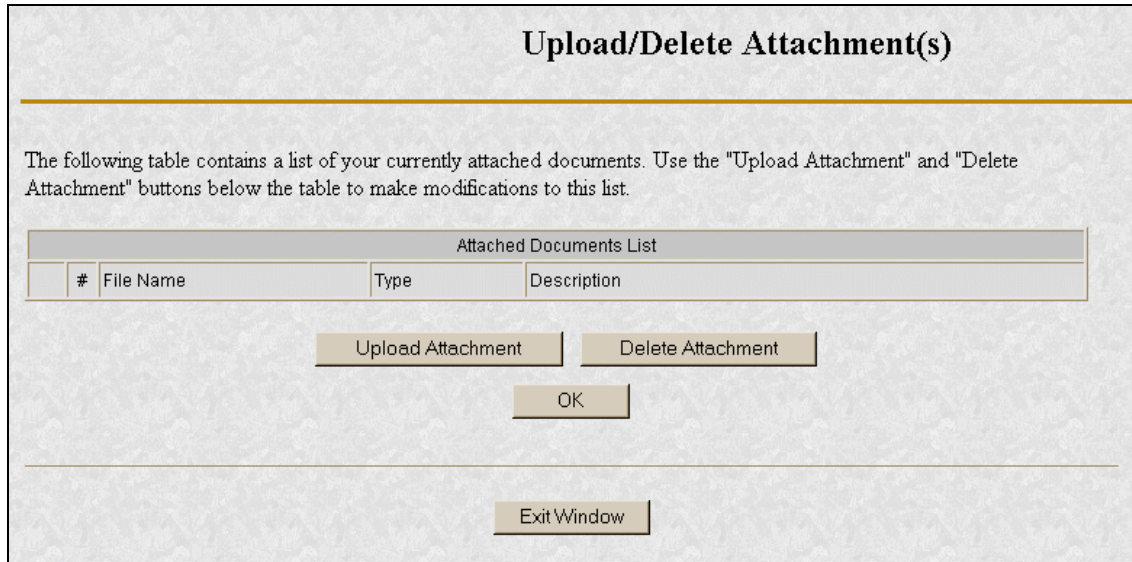 Upload/Delete Attachment(s)
The following table contains a list of your currently attached documents. Use the "Upload Attachment" and "Delete
Attachment" buttons below the table to make modifications to this list.
Attached Documents List
# File Name Type Description
Upload Attachment Delete Attachment
OK
Exit Window